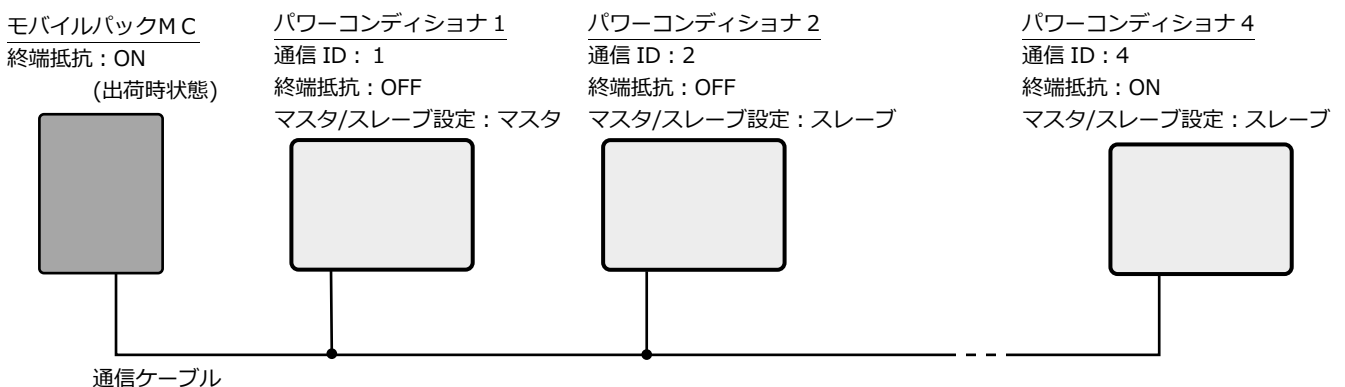 モバイルパックＭＣ
終端抵抗：ON
(出荷時状態)
パワーコンディショナ１
通信 ID：１
終端抵抗：OFF
マスタ/スレーブ設定：マスタ
パワーコンディショナ２
通信 ID：2
終端抵抗：OFF
マスタ/スレーブ設定：スレーブ
パワーコンディショナ４
通信 ID：4
終端抵抗：ON
マスタ/スレーブ設定：スレーブ
通信ケーブル